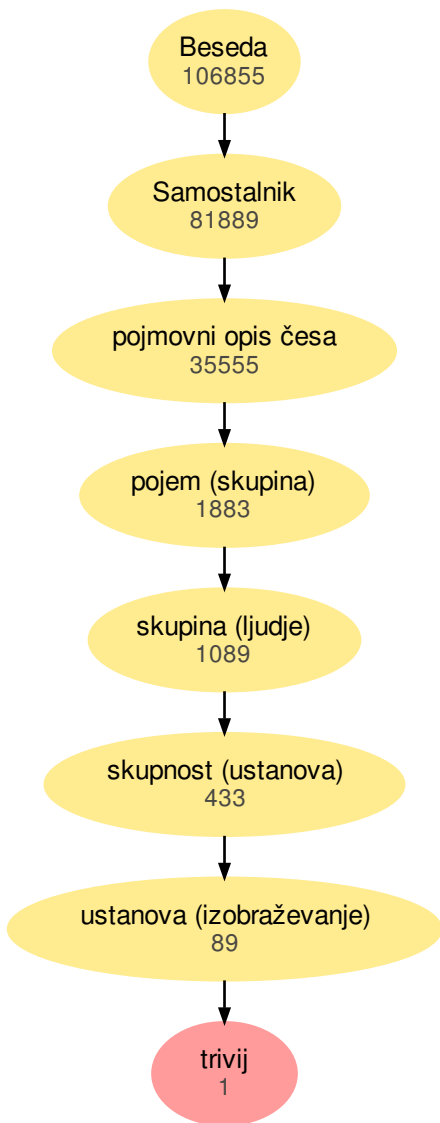 Beseda
106855
Samostalnik
81889
pojmovni opis česa
35555
pojem (skupina)
1883
skupina (ljudje)
1089
skupnost (ustanova)
433
ustanova (izobraževanje)
89
trivij
1